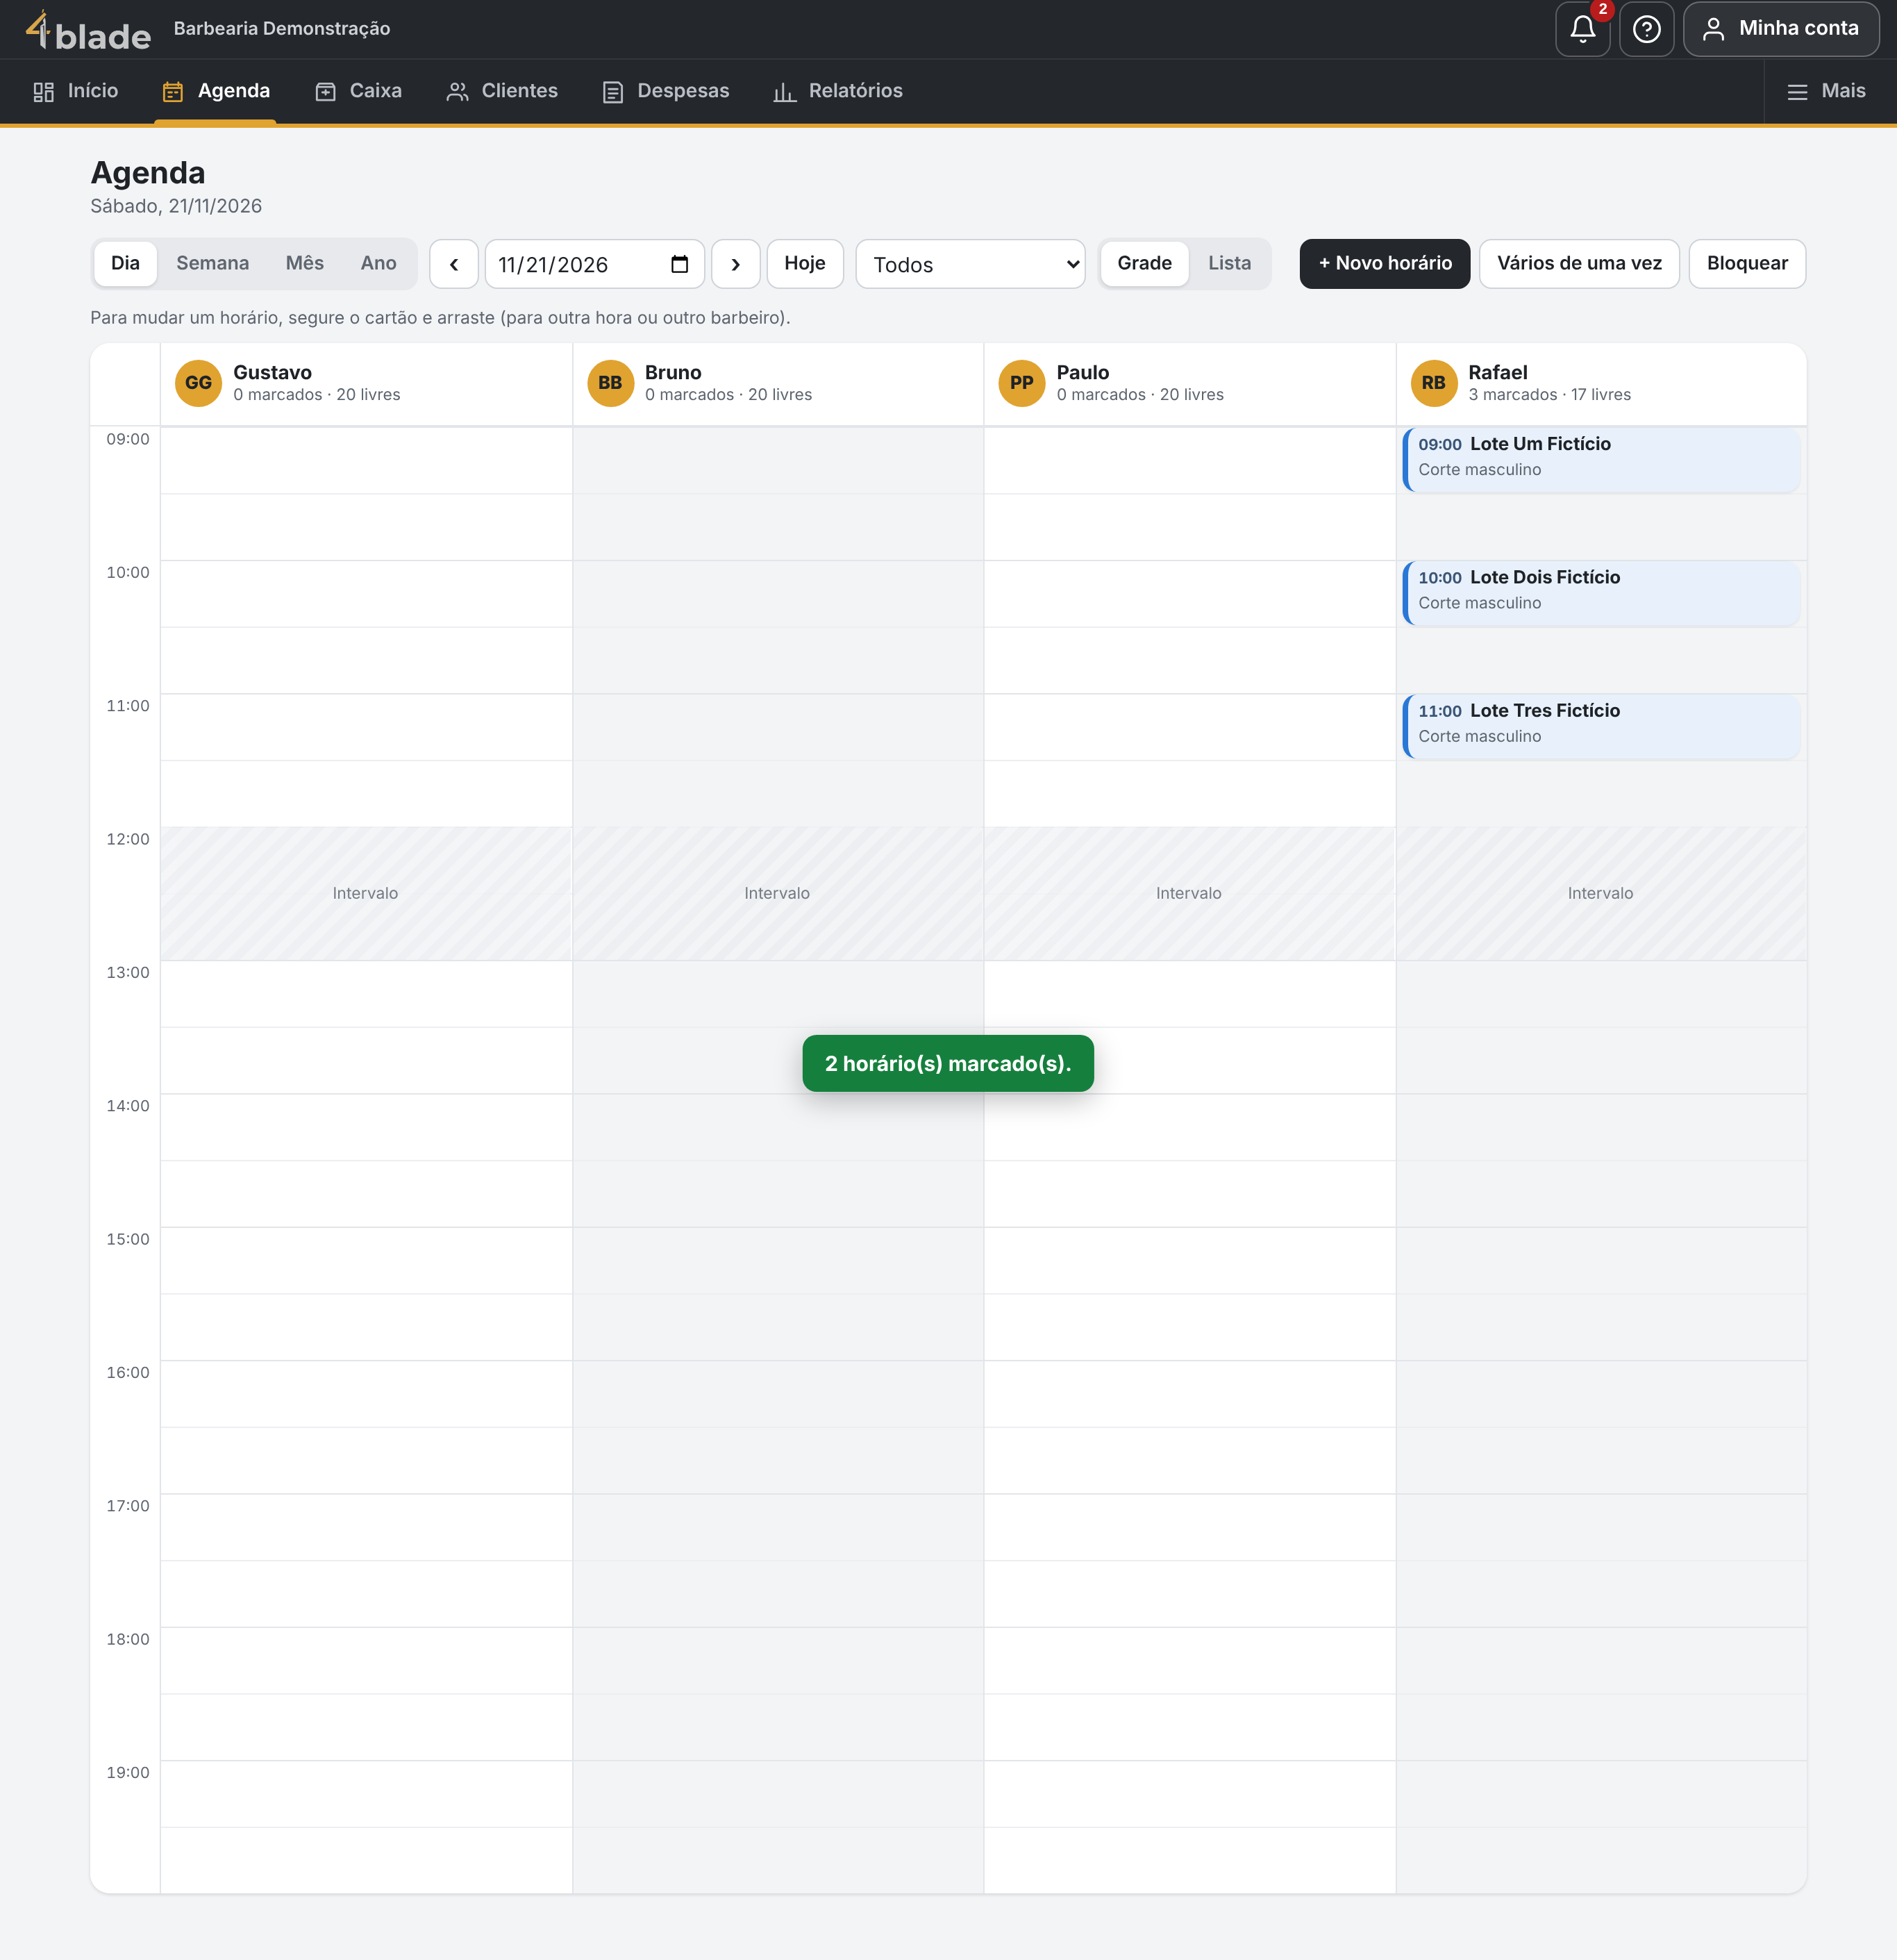 4blade Barbearia Demonstração 2 Minha conta
Início Agenda Caixa Clientes Despesas Relatórios Mais
Agenda
Sábado, 21/11/2026
Dia Semana Mês Ano ‹ 11/21/2026 › Hoje Todos Grade Lista + Novo horário Vários de uma vez Bloquear
Para mudar um horário, segure o cartão e arraste (para outra hora ou outro barbeiro).
GG Gustavo BB Bruno PP Paulo RB Rafael
0 marcados · 20 livres 0 marcados · 20 livres 0 marcados · 20 livres 3 marcados · 17 livres
09:00 09:00 Lote Um Fictício
Corte masculino
10:00 10:00 Lote Dois Fictício
Corte masculino
11:00 11:00 Lote Tres Fictício
Corte masculino
12:00
Intervalo Intervalo Intervalo Intervalo
13:00
2 horário(s) marcado(s).
14:00
15:00
16:00
17:00
18:00
19:00